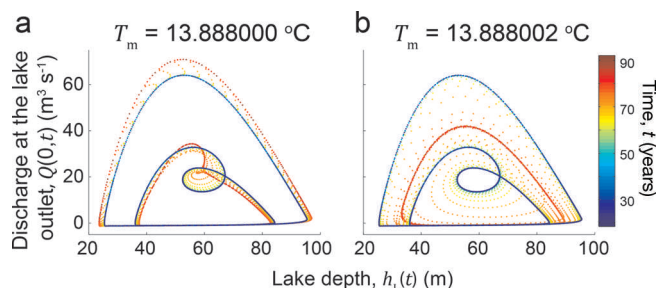 a
T_m = 13.888000 °C
b
T_m = 13.888002 °C
Discharge at the lake
outlet, Q(0,t) (m³ s⁻¹)
60
40
20
0
20
40
60
80
100
20
40
60
80
100
Lake depth, h_L(t) (m)
90
70
50
30
Time, t (years)